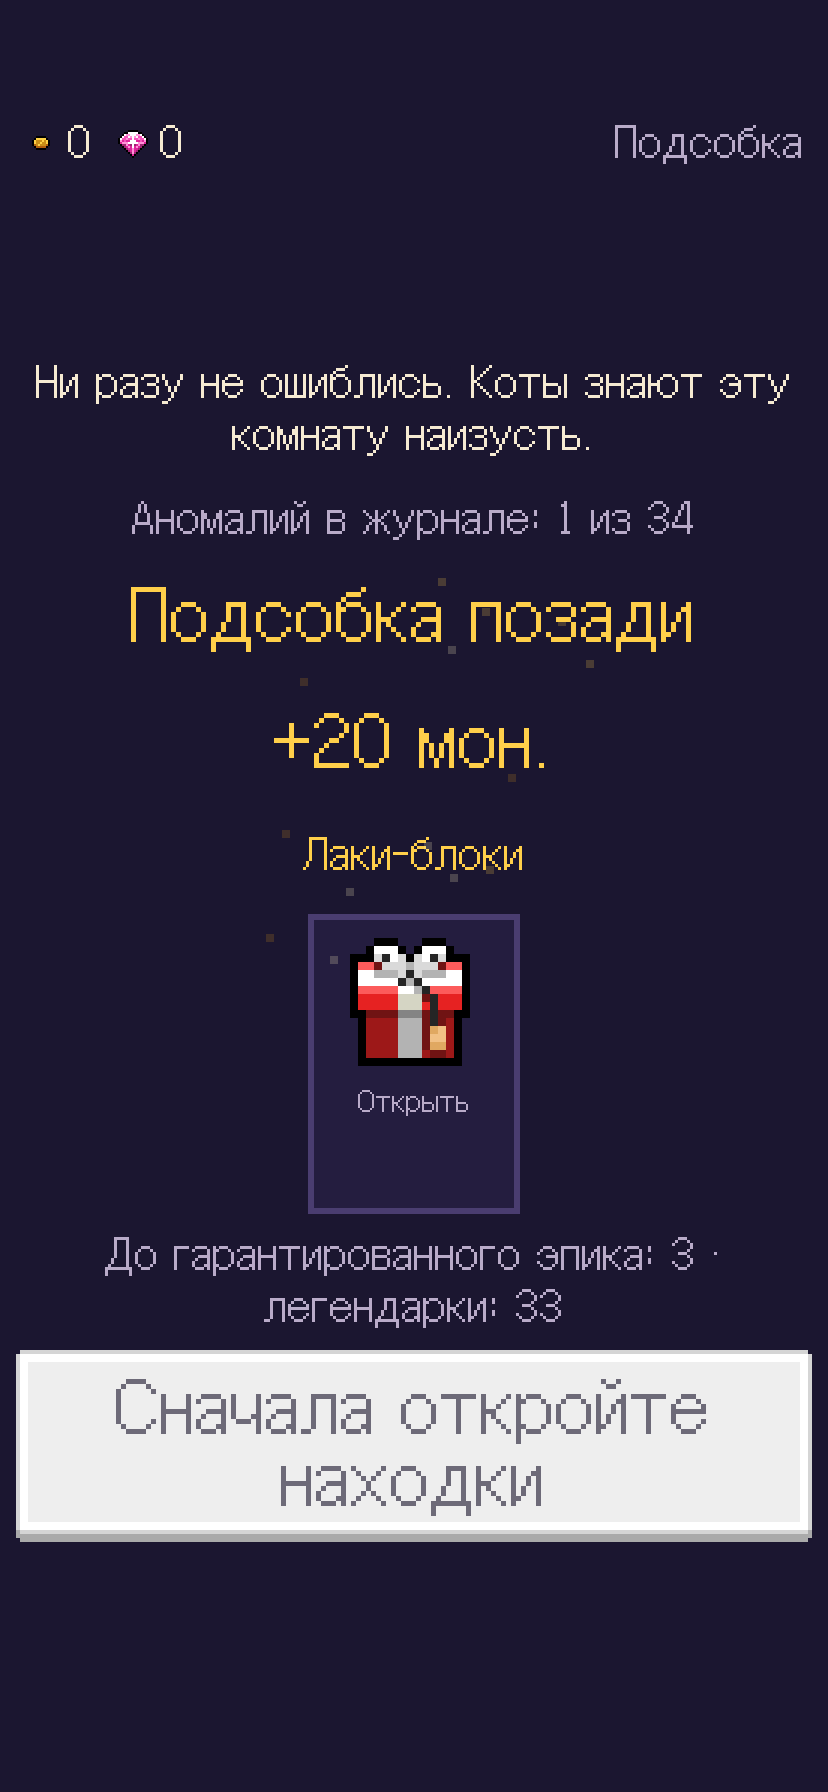 0 0 Подсобка
Ни разу не ошиблись. Коты знают эту
комнату наизусть.
Аномалий в журнале: 1 из 34
Подсобка позади
+20 мон.
Лаки-блоки
Открыть
До гарантированного эпика: 3 ·
легендарки: 33
Сначала откройте
находки